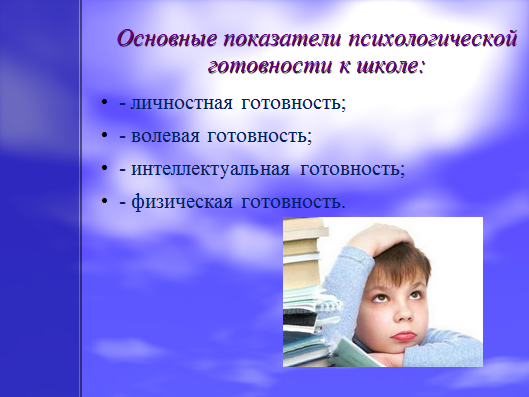 Основные показатели психологической
готовности к школе:
• - личностная готовность;
• - волевая готовность;
• - интеллектуальная готовность;
• - физическая готовность.